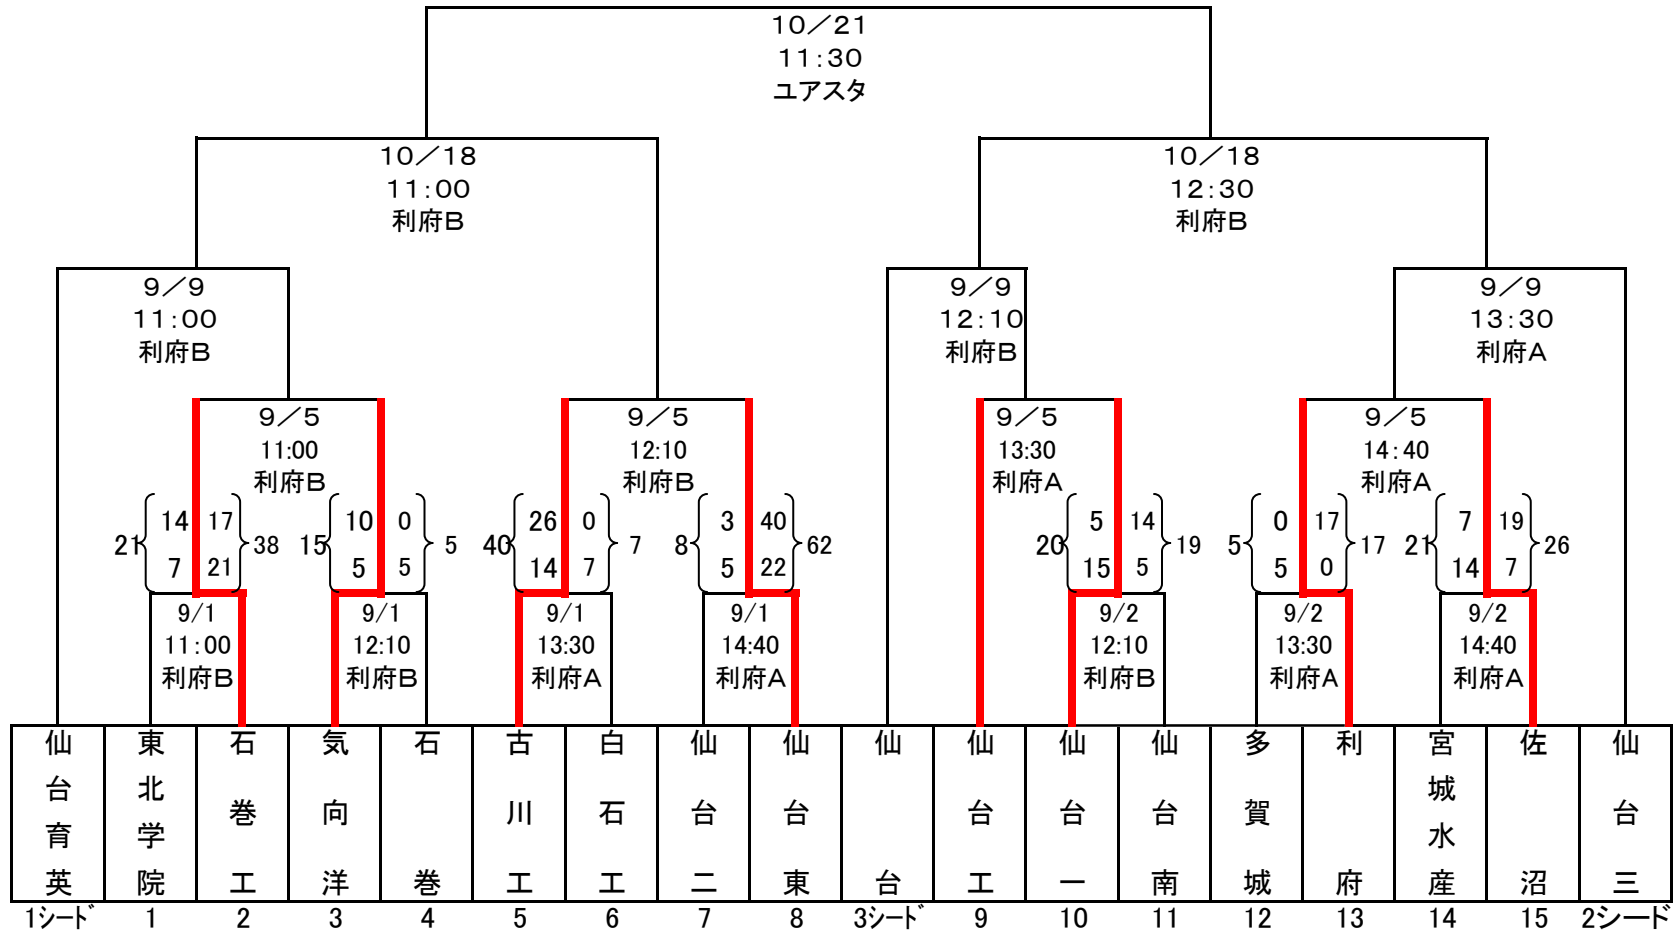 10／21
11:30
ユアスタ
10／18
11:00
利府B
10／18
12:30
利府B
9／9
11:00
利府B
9／9
12:10
利府B
9／9
13:30
利府A
9／5
11:00
利府B
9／5
12:10
利府B
9／5
13:30
利府A
9／5
14:40
利府A
21 14 17 38
7 21
15 10 0 5
5 5
40 26 0 7
14 7
8 3 40 62
5 22
20 5 14 19
15 5
5 0 17 17
5 0
21 7 19 26
14 7
9/1
11:00
利府B
9/1
12:10
利府B
9/1
13:30
利府A
9/1
14:40
利府A
9/2
12:10
利府B
9/2
13:30
利府A
9/2
14:40
利府A
仙台育英
東北学院
石巻工
気向洋
石巻
古川工
白石工
仙台二
仙台東
仙台
仙台工
仙台一
仙台南
多賀城
利府
宮城水産
佐沼
仙台三
1シード 1 2 3 4 5 6 7 8 3シード 9 10 11 12 13 14 15 2シード